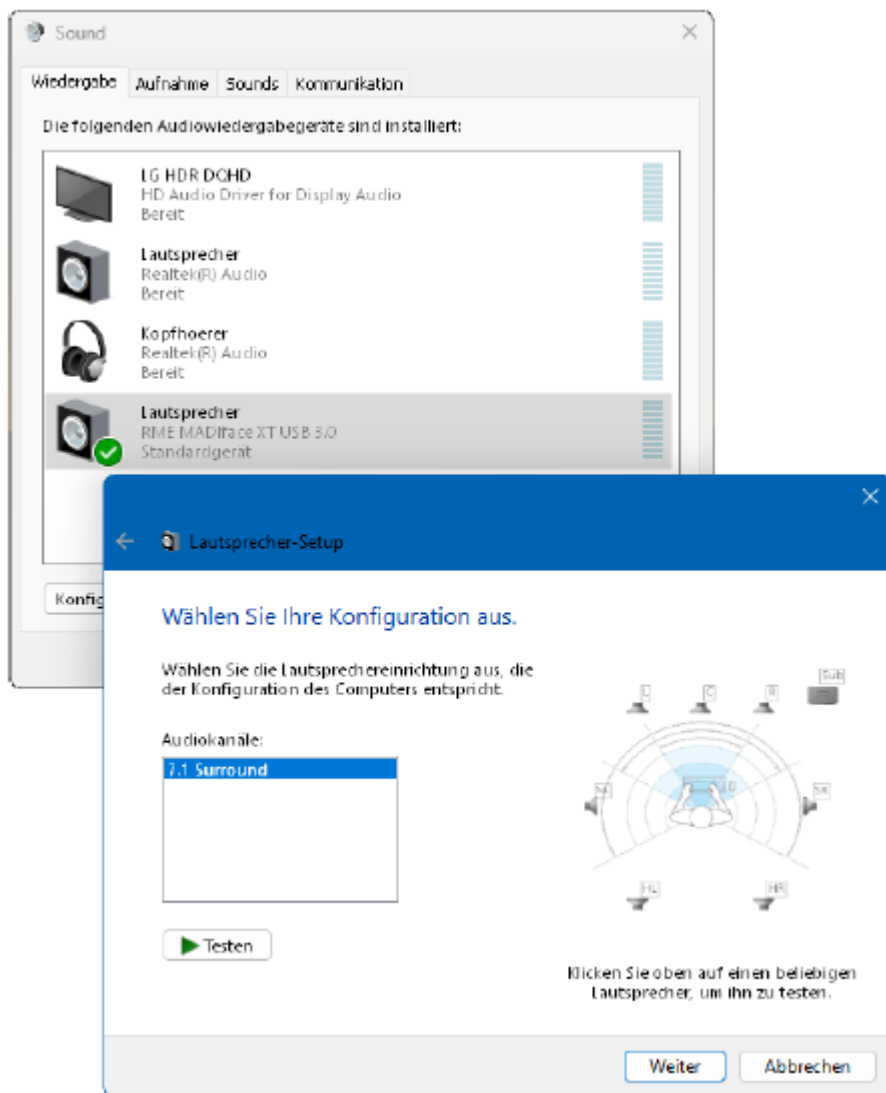 Sound
Wiedergabe Aufnahme Sounds Kommunikation
Die folgenden Audiowiedergabegeräte sind installiert:
LG HDR DQHD
HD Audio Driver for Display Audio
Bereit
Lautsprecher
Realtek(R) Audio
Bereit
Kopfhoerer
Realtek(R) Audio
Bereit
Lautsprecher
RME MADIface XT USB 3.0
Standardgerät
Konfig
Lautsprecher-Setup
Wählen Sie Ihre Konfiguration aus.
Wählen Sie die Lautsprechereinrichtung aus, die
der Konfiguration des Computers entspricht.
Audiokanäle:
7.1 Surround
Testen
L C R Sub
SR
HL HR
Klicken Sie oben auf einen beliebigen
Lautsprecher, um ihn zu testen.
Weiter Abbrechen